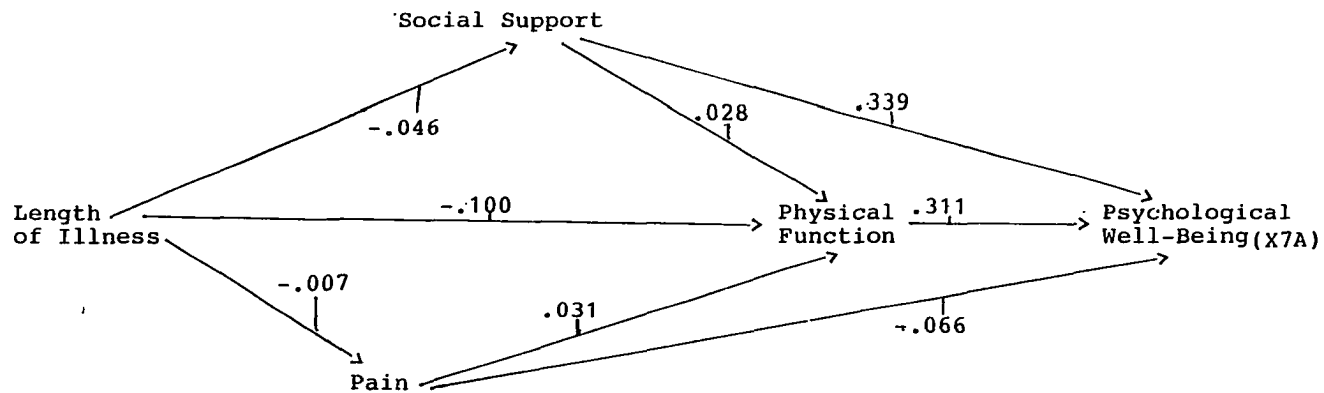 Social Support
.339
.028
-.046
Length
of Illness
-.100
Physical
Function
.311
Psychological
Well-Being(X7A)
-.007
.031
-.066
Pain